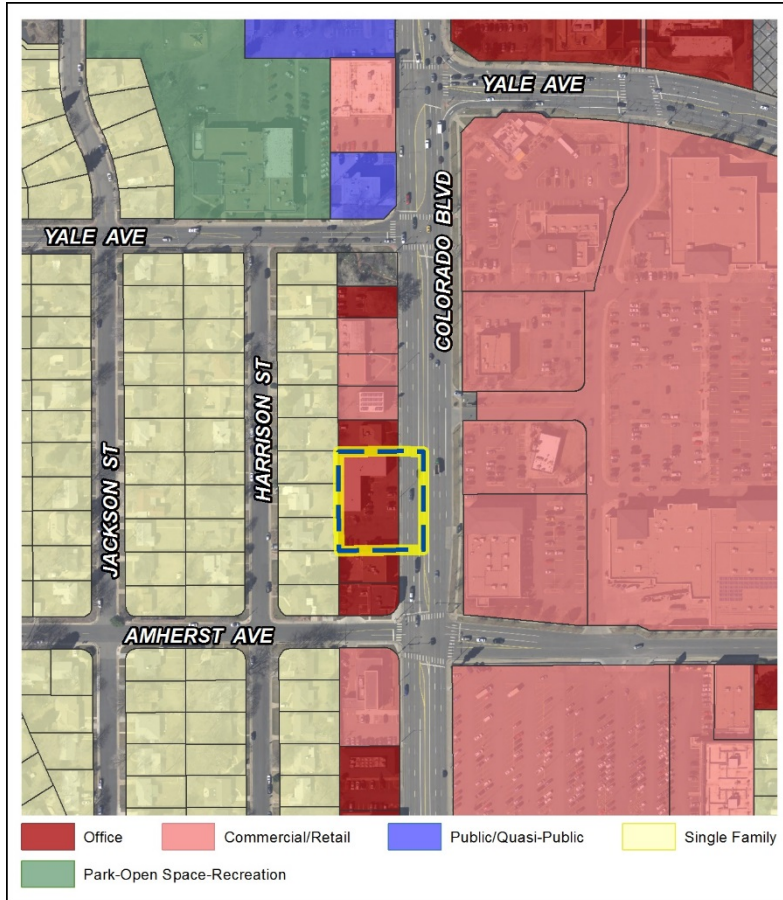 YALE AVE
YALE AVE
COLORADO BLVD
HARRISON ST
JACKSON ST
AMHERST AVE
Office
Commercial/Retail
Public/Quasi-Public
Single Family
Park-Open Space-Recreation